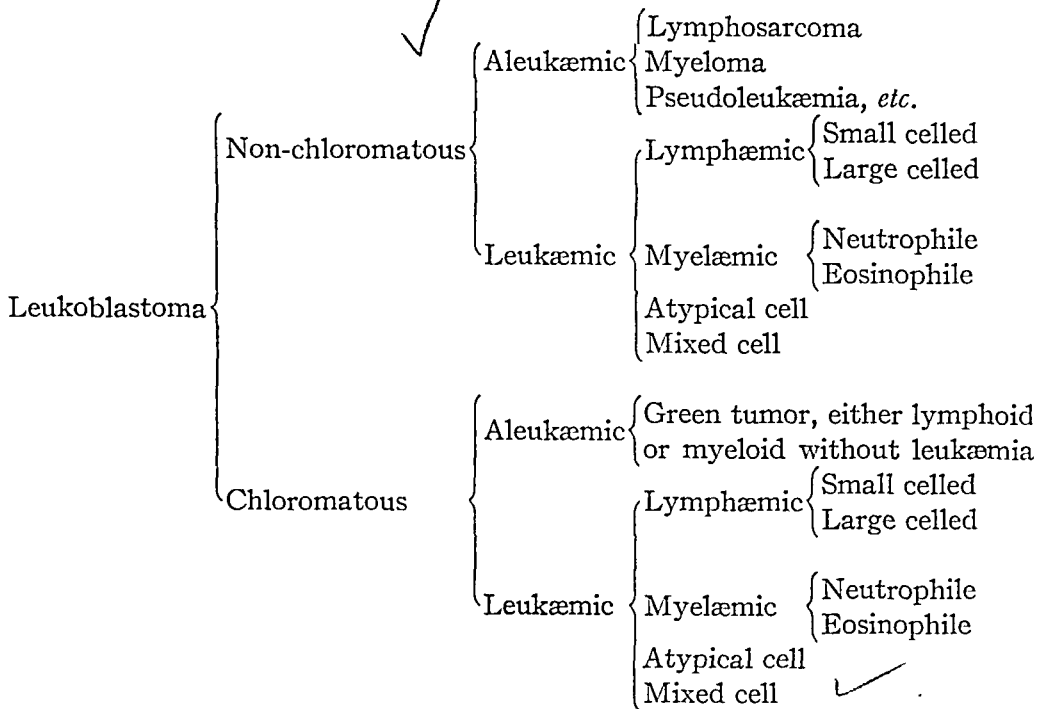 Lymphosarcoma
Aleukæmic Myeloma
Pseudoleukæmia, etc.
Non-chloromatous Lymphæmic Small celled
Large celled
Leukæmic Myelæmic Neutrophile
Eosinophile
Leukoblastoma Atypical cell
Mixed cell
Aleukæmic Green tumor, either lymphoid
or myeloid without leukæmia
Chloromatous Lymphæmic Small celled
Large celled
Leukæmic Myelæmic Neutrophile
Eosinophile
Atypical cell
Mixed cell